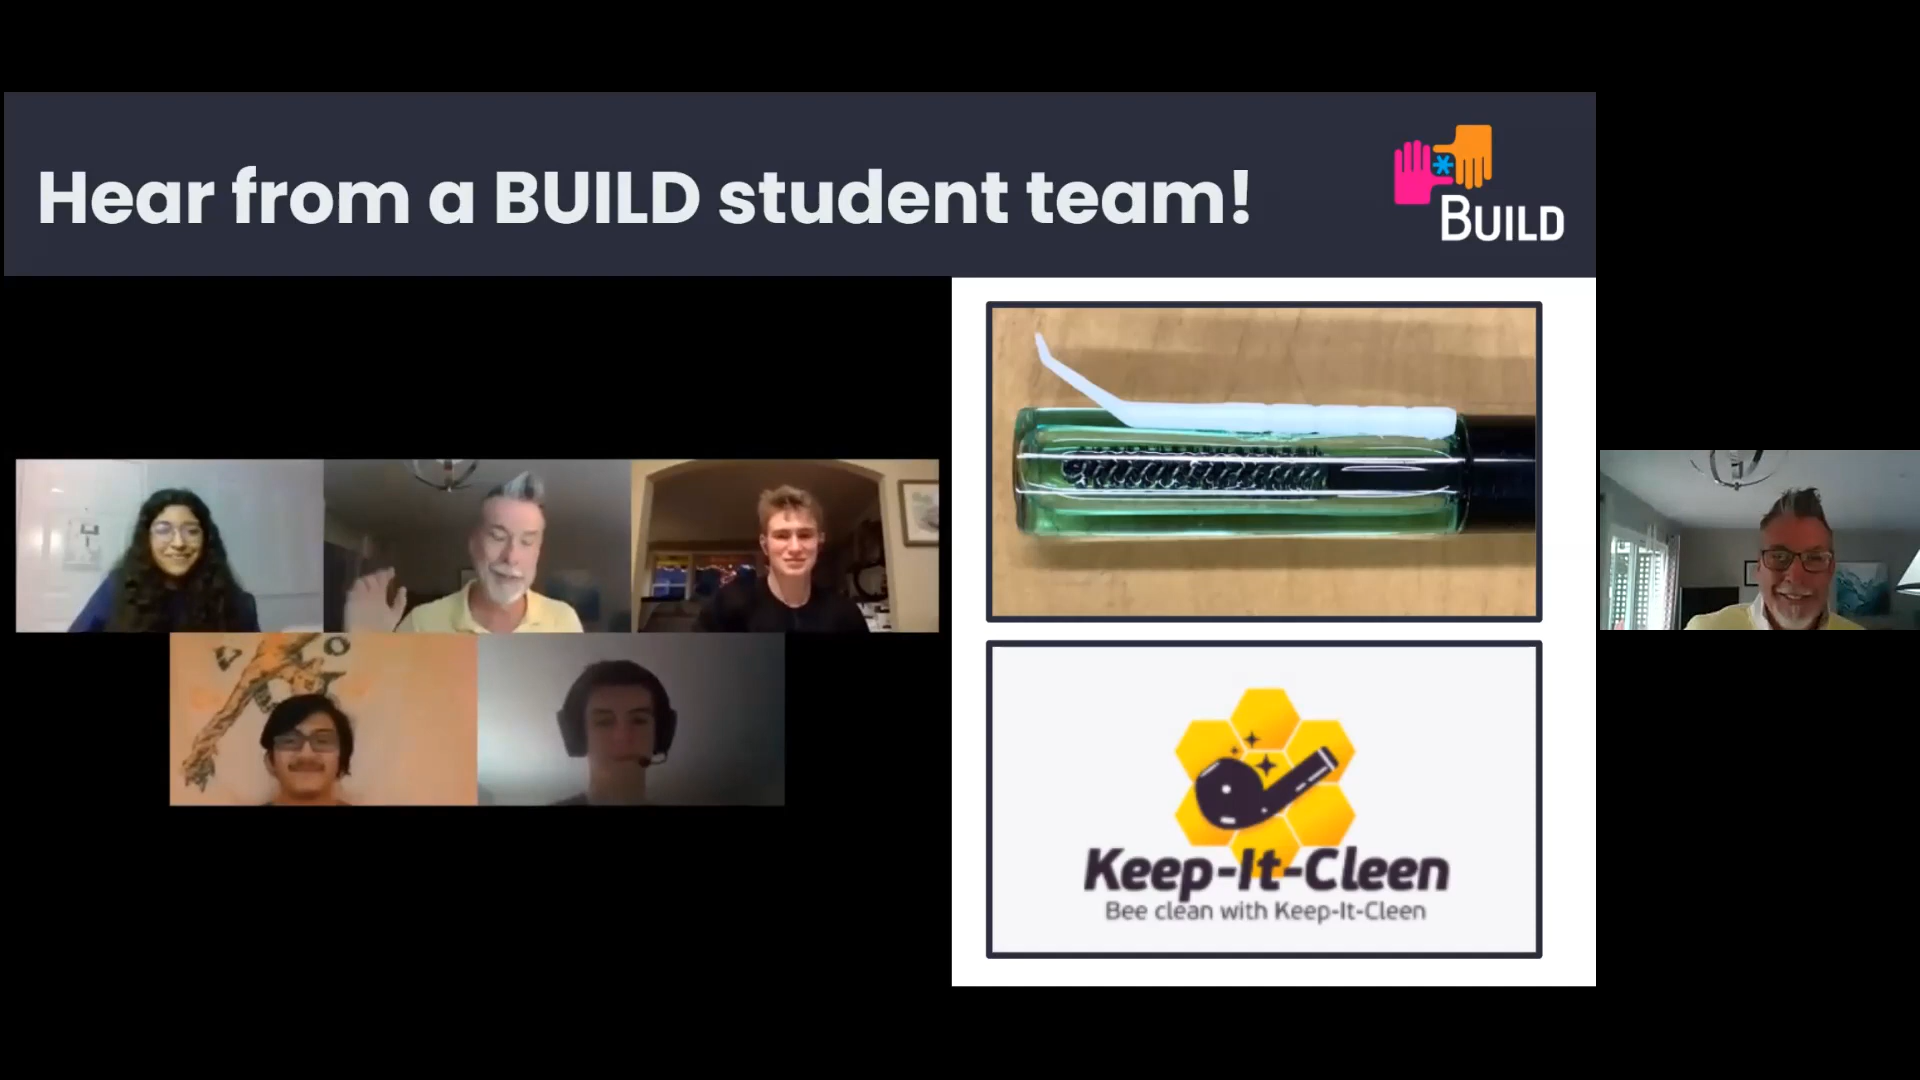 Hear from a BUILD student team!
BUILD
Keep-It-Cleen
Bee clean with Keep-It-Cleen